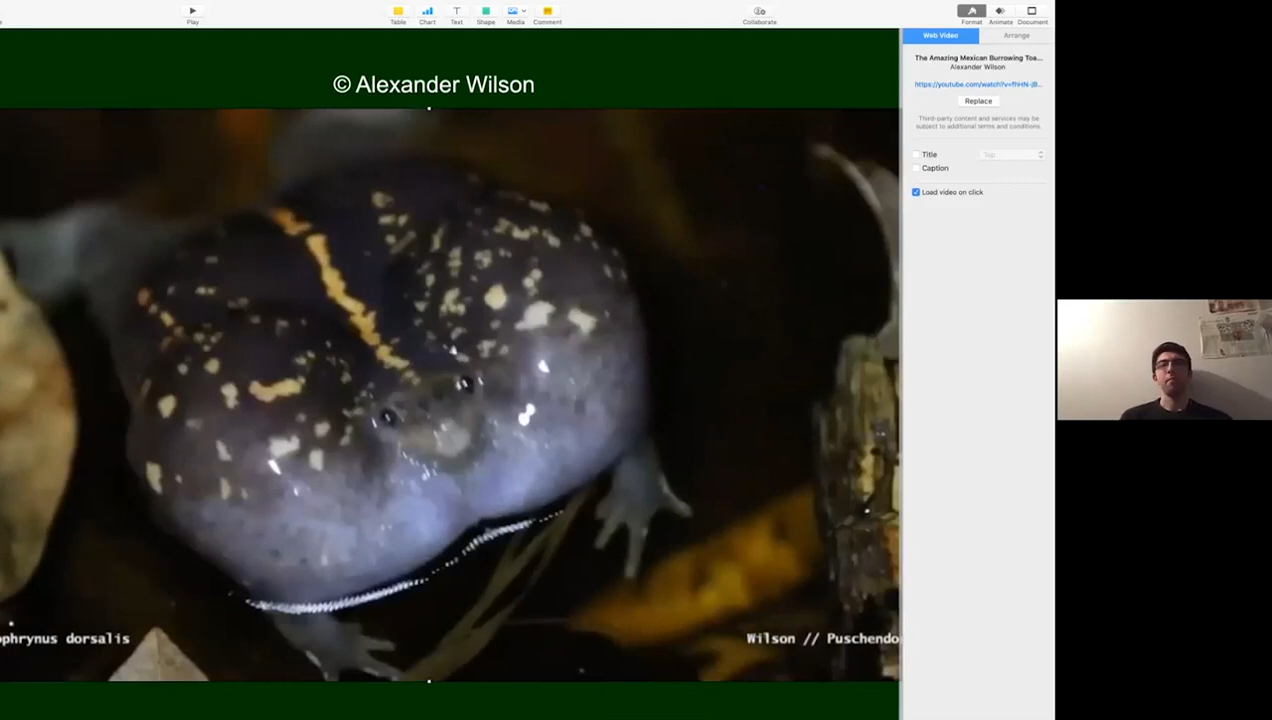 Play
Table
Chart
Text
Shape
Media
Comment
Collaborate
Format
Animate
Document
Web Video
Arrange
The Amazing Mexican Burrowing Toa...
Alexander Wilson
https://youtube.com/watch?v=fhHN-jB...
Replace
Third-party content and services may be
subject to additional terms and conditions.
Title
Top
Caption
Load video on click
© Alexander Wilson
ophrynus dorsalis
Wilson // Puschendo